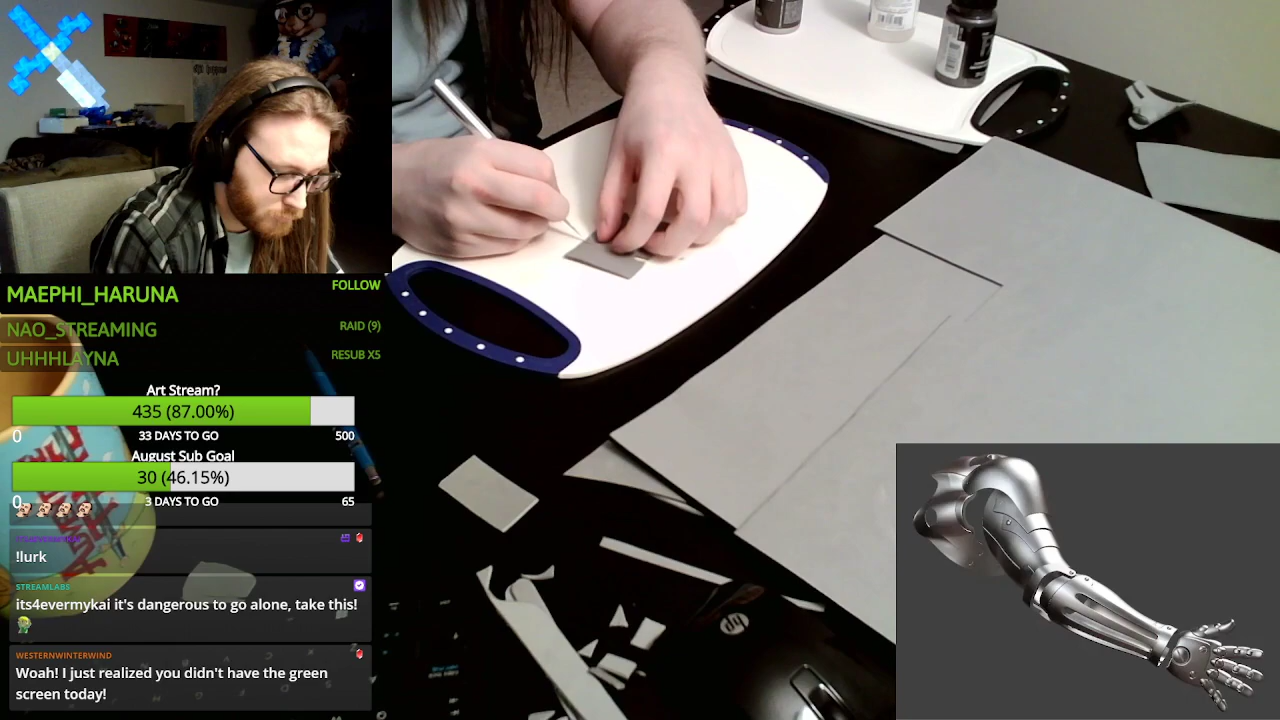 MAEPHI_HARUNA
FOLLOW
NAO_STREAMING
RAID (9)
UHHHLAYNA
RESUB X5
Art Stream?
435 (87.00%)
0
33 DAYS TO GO
500
August Sub Goal
30 (46.15%)
0
3 DAYS TO GO
65
!lurk
STREAMLABS
its4evermykai it's dangerous to go alone, take this!
WESTERNWINTERWIND
Woah! I just realized you didn't have the green
screen today!
hp